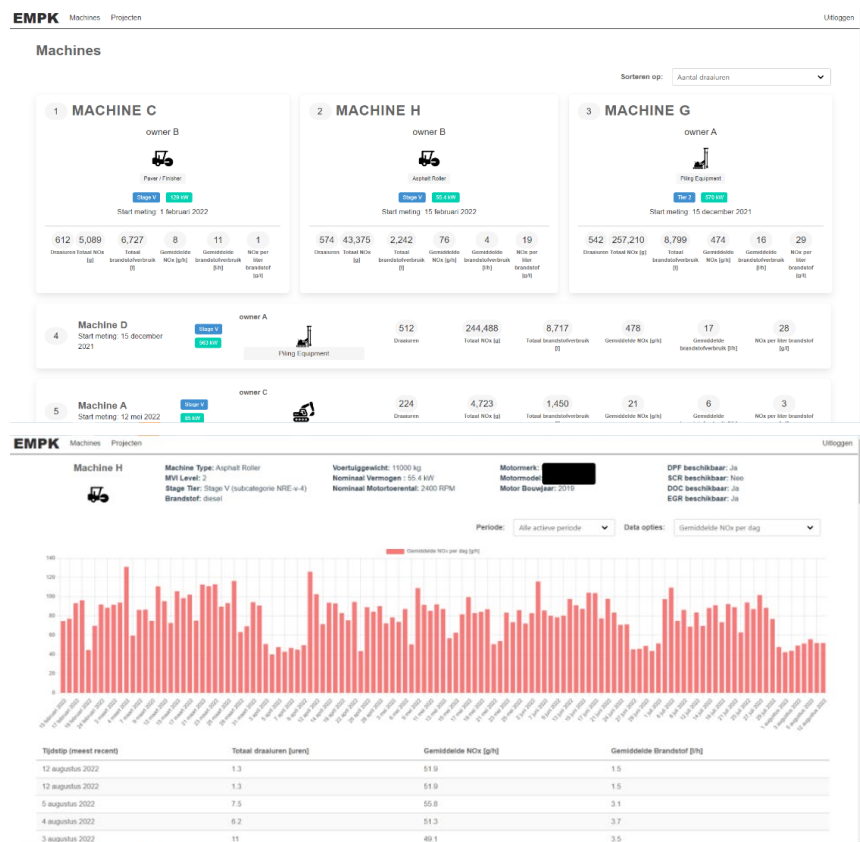 EMPK Machines Projecten Uitloggen
Machines
Sorteren op: Aantal draaiuren
1 MACHINE C
owner B
Paver / Finisher
Stage V 129 kW
Start meting: 1 februari 2022
612 5,089 6,727 8 11 1
Draaiuren Totaal NOx [g] Totaal brandstofverbruik [l] Gemiddelde NOx [g/h] Gemiddelde brandstofverbruik [l/h] NOx per liter brandstof [g/l]
2 MACHINE H
owner B
Asphalt Roller
Stage V 55.4 kW
Start meting: 15 februari 2022
574 43,375 2,242 76 4 19
Draaiuren Totaal NOx [g] Totaal brandstofverbruik [l] Gemiddelde NOx [g/h] Gemiddelde brandstofverbruik [l/h] NOx per liter brandstof [g/l]
3 MACHINE G
owner A
Piling Equipment
Tier 2 570 kW
Start meting: 15 december 2021
542 257,210 8,799 474 16 29
Draaiuren Totaal NOx [g] Totaal brandstofverbruik [l] Gemiddelde NOx [g/h] Gemiddelde brandstofverbruik [l/h] NOx per liter brandstof [g/l]
4 Machine D
Start meting: 15 december 2021
Stage V
563 kW
owner A
Piling Equipment
512 244,488 8,717 478 17 28
Draaiuren Totaal NOx [g] Totaal brandstofverbruik [l] Gemiddelde NOx [g/h] Gemiddelde brandstofverbruik [l/h] NOx per liter brandstof [g/l]
5 Machine A
Start meting: 12 mei 2022
Stage V
owner C
224 4,723 1,450 21 6 3
Draaiuren Totaal NOx [g] Totaal brandstofverbruik [l] Gemiddelde NOx [g/h] Gemiddelde NOx per liter brandstof
EMPK Machines Projecten Uitloggen
Machine H
Machine Type: Asphalt Roller
MVI Level: 2
Stage Tier: Stage V (subcategorie NRE-v-4)
Brandstof: diesel
Voertuiggewicht: 11000 kg
Nominaal Vermogen : 55.4 kW
Nominaal Motortoerental: 2400 RPM
Motormerk:
Motormodel:
Motor Bouwjaar: 2019
DPF beschikbaar: Ja
SCR beschikbaar: Nee
DOC beschikbaar: Ja
EGR beschikbaar: Ja
Periode: Alle actieve periode Data opties: Gemiddelde NOx per dag
Gemiddelde NOx per dag [g/h]
140
120
100
80
60
40
20
0
Tijdstip (meest recent) Totaal draaiuren [uren] Gemiddelde NOx [g/h] Gemiddelde Brandstof [l/h]
12 augustus 2022 1.3 51.9 1.5
12 augustus 2022 1.3 51.9 1.5
5 augustus 2022 7.5 55.8 3.1
4 augustus 2022 6.2 51.3 3.7
3 augustus 2022 11 49.1 3.5